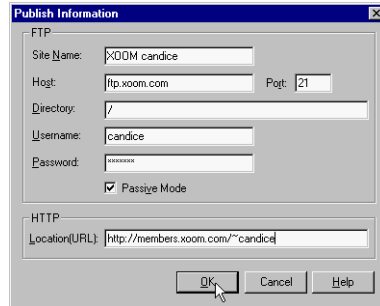 Publish Information
FTP
Site Name: XOOM candice
Host: ftp.xoom.com Port: 21
Directory: /
Username: candice
Password: xxxxxxx
Passive Mode
HTTP
Location(URL): http://members.xoom.com/~candice
OK Cancel Help